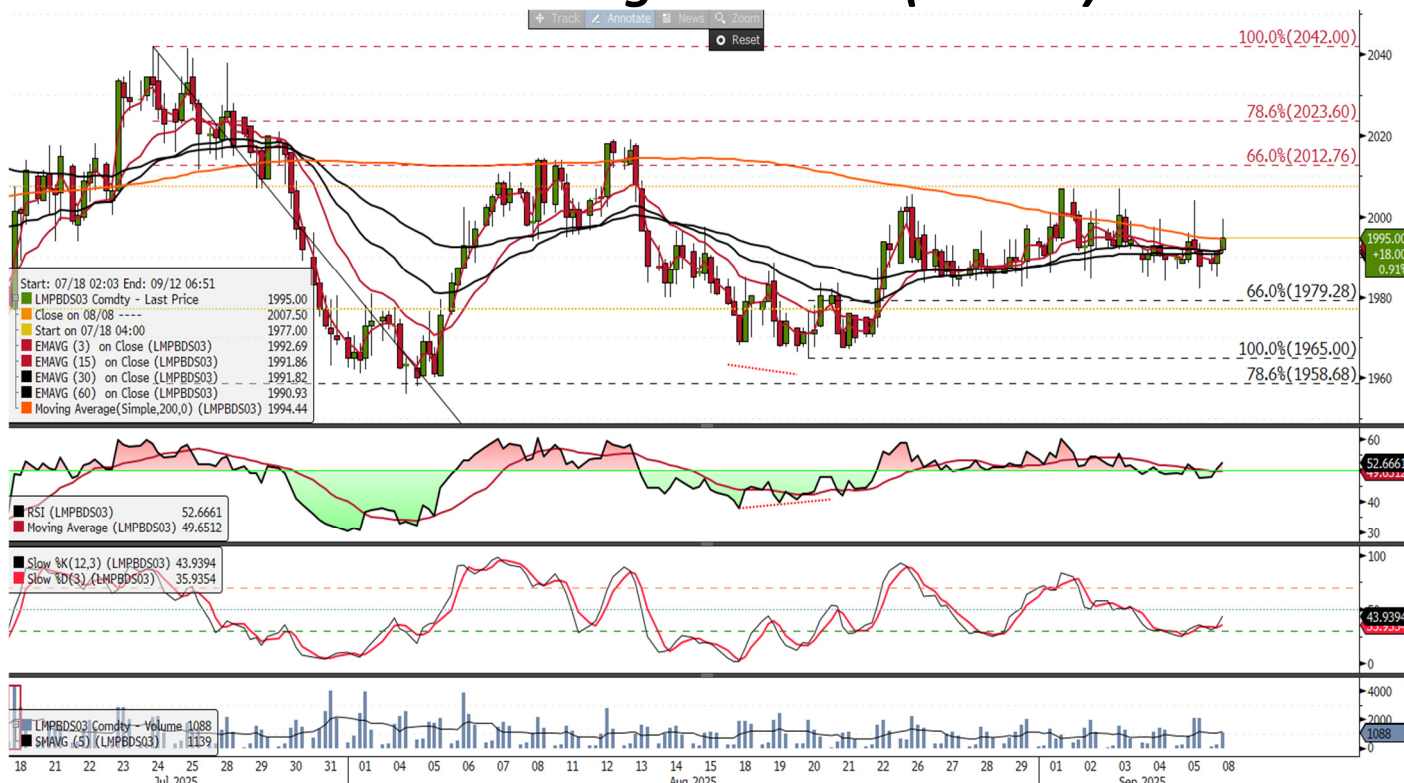 Track Annotate News Zoom
Reset
100.0%(2042.00)
2040
78.6%(2023.60)
2020
66.0%(2012.76)
2000
1995.00
+18.00
0.91%
66.0%(1979.28)
1980
100.0%(1965.00)
1960
78.6%(1958.68)
Start: 07/18 02:03 End: 09/12 06:51
LMPBDS03 Comdty - Last Price 1995.00
Close on 08/08 ---- 2007.50
Start on 07/18 04:00 1977.00
EMAVG (3) on Close (LMPBDS03) 1992.69
EMAVG (15) on Close (LMPBDS03) 1991.86
EMAVG (30) on Close (LMPBDS03) 1991.82
EMAVG (60) on Close (LMPBDS03) 1990.93
Moving Average(Simple,200,0) (LMPBDS03) 1994.44
60
52.6661
40
30
RSI (LMPBDS03) 52.6661
Moving Average (LMPBDS03) 49.6512
Slow %K(12,3) (LMPBDS03) 43.9394
Slow %D(3) (LMPBDS03) 35.9354
100
43.9394
0
LMPBDS03 Comdty - Volume 1088
SMAVG (5) (LMPBDS03) 1139
4000
2000
1088
0
18 21 22 23 24 25 28 29 30 31 01 04 05 06 07 08 11 12 13 14 15 18 19 20 21 22 25 26 27 28 29 01 02 03 04 05 08
Jul 2025 Aug 2025 Sep 2025